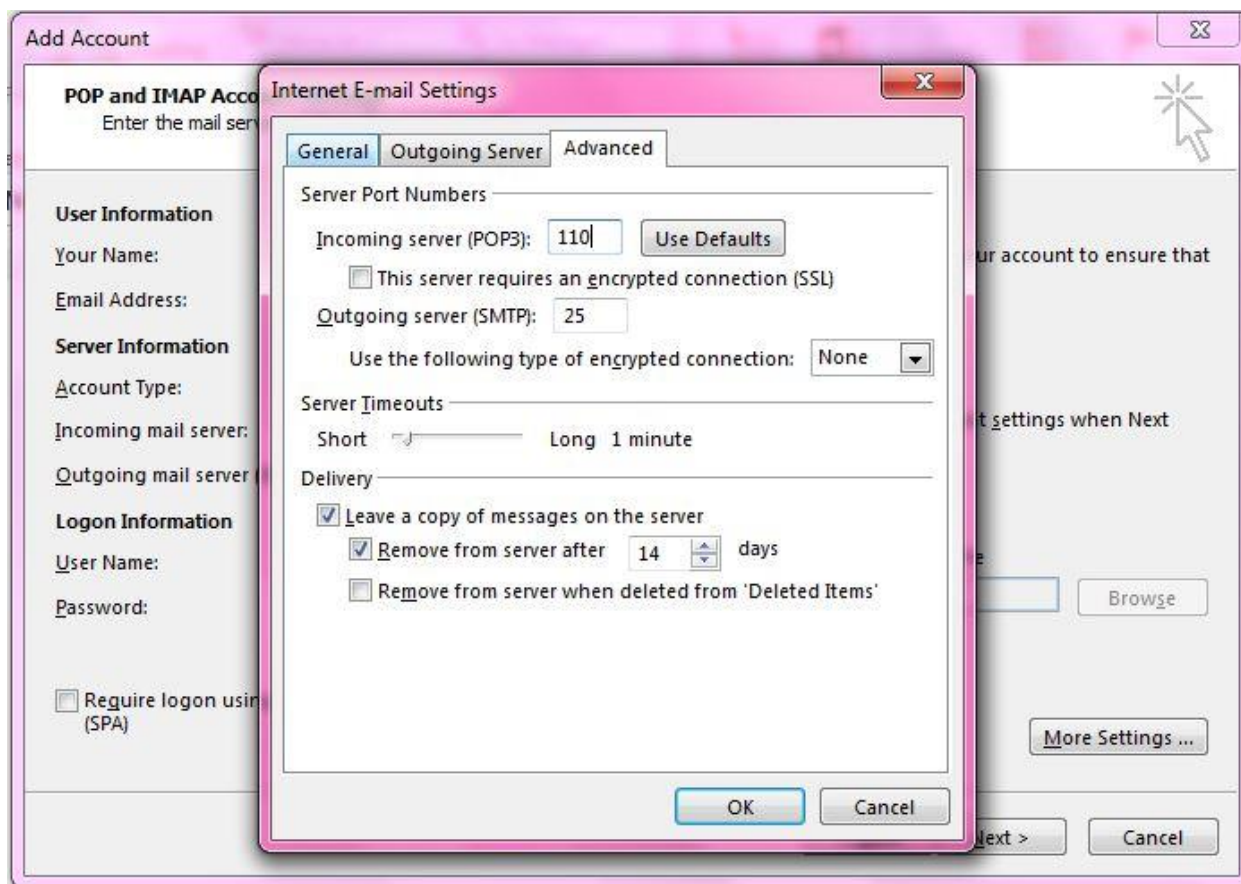 Add Account
POP and IMAP Acco
Enter the mail serv
Internet E-mail Settings
General Outgoing Server Advanced
Server Port Numbers
Incoming server (POP3): 110 Use Defaults
This server requires an encrypted connection (SSL)
Outgoing server (SMTP): 25
Use the following type of encrypted connection: None
Server Timeouts
Short Long 1 minute
Delivery
Leave a copy of messages on the server
Remove from server after 14 days
Remove from server when deleted from 'Deleted Items'
OK Cancel
User Information
Your Name:
ur account to ensure that
Email Address:
Server Information
Account Type:
Incoming mail server:
t settings when Next
Outgoing mail server
Logon Information
User Name:
Password:
Browse
Require logon usin
(SPA)
More Settings ...
Next > Cancel